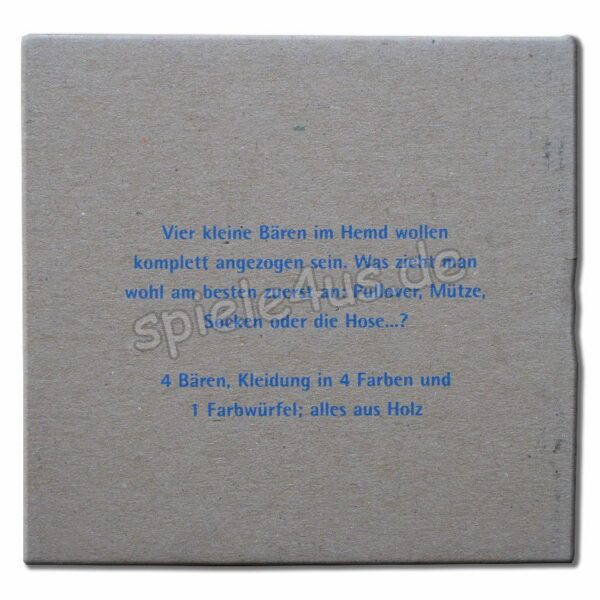 Vier kleine Bären im Hemd wollen
komplett angezogen sein. Was zieht man
wohl am besten zuerst an: Pullover, Mütze,
Socken oder die Hose...?
4 Bären, Kleidung in 4 Farben und
1 Farbwürfel; alles aus Holz
spiele4us.de